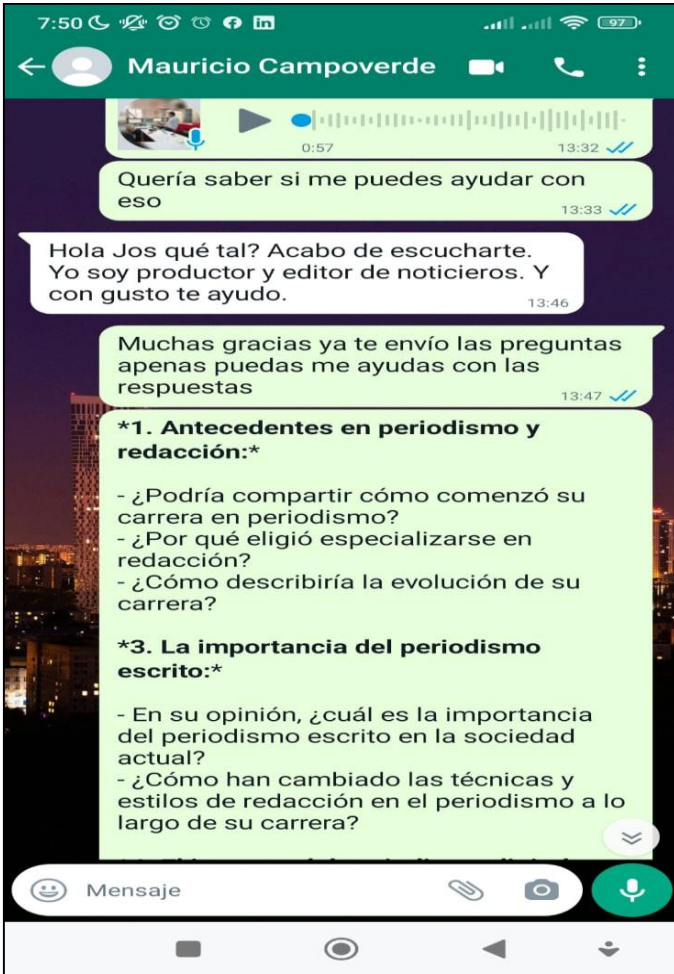 7:50
97
Mauricio Campoverde
0:57
13:32
Quería saber si me puedes ayudar con
eso
13:33
Hola Jos qué tal? Acabo de escucharte.
Yo soy productor y editor de noticieros. Y
con gusto te ayudo.
13:46
Muchas gracias ya te envío las preguntas
apenas puedas me ayudas con las
respuestas
13:47
*1. Antecedentes en periodismo y
redacción:*
- ¿Podría compartir cómo comenzó su
carrera en periodismo?
- ¿Por qué eligió especializarse en
redacción?
- ¿Cómo describiría la evolución de su
carrera?
*3. La importancia del periodismo
escrito:*
- En su opinión, ¿cuál es la importancia
del periodismo escrito en la sociedad
actual?
- ¿Cómo han cambiado las técnicas y
estilos de redacción en el periodismo a lo
largo de su carrera?
Mensaje